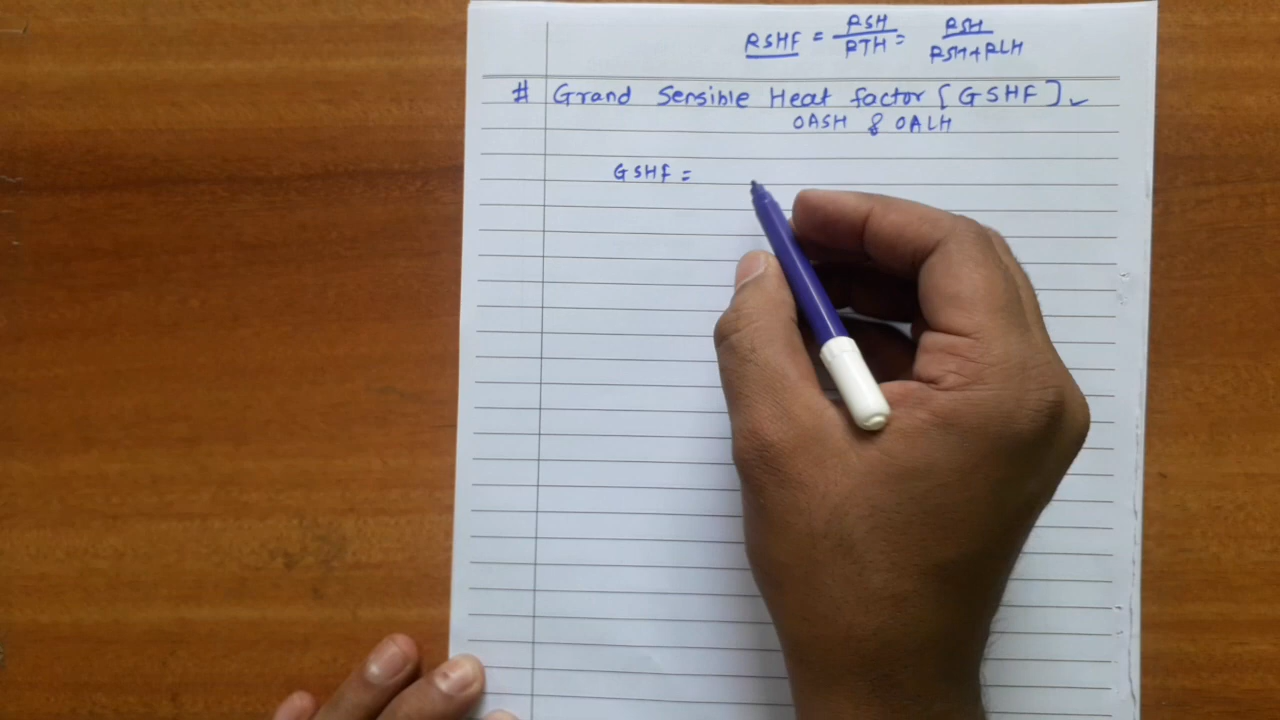 RSHF = RSH / RTH = RSH / RSH+RLH
# Grand Sensible Heat factor [GSHF]
OASH & OALH
GSHF =